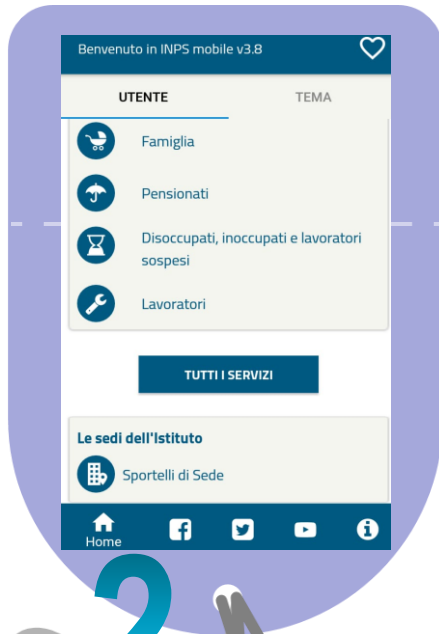 Benvenuto in INPS mobile v3.8
UTENTE TEMA
Famiglia
Pensionati
Disoccupati, inoccupati e lavoratori
sospesi
Lavoratori
TUTTI I SERVIZI
Le sedi dell'Istituto
Sportelli di Sede
Home
2